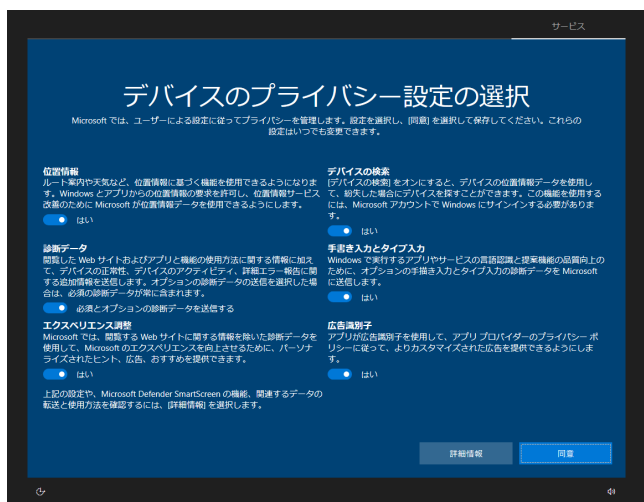 サービス
デバイスのプライバシー設定の選択
Microsoft では、ユーザーによる設定に従ってプライバシーを管理します。設定を選択し、[同意] を選択して保存してください。これらの
設定はいつでも変更できます。
位置情報
ルート案内や天気など、位置情報に基づく機能を使用できるようになりま
す。Windows とアプリからの位置情報の要求を許可し、位置情報サービス
改善のために Microsoft が位置情報データを使用できるようにします。
はい
診断データ
閲覧した Web サイトおよびアプリと機能の使用方法に関する情報に加え
て、デバイスの正常性、デバイスのアクティビティ、詳細エラー報告に関
する追加情報を送信します。オプションの診断データの送信を選択した場
合は、必須の診断データが常に含まれます。
必須とオプションの診断データを送信する
エクスペリエンス調整
Microsoft では、閲覧する Web サイトに関する情報を除いた診断データを
使用して、Microsoft のエクスペリエンスを向上させるために、パーソナ
ライズされたヒント、広告、おすすめを提供できます。
はい
上記の設定や、Microsoft Defender SmartScreen の機能、関連するデータの
転送と使用方法を確認するには、[詳細情報] を選択します。
デバイスの検索
[デバイスの検索] をオンにすると、デバイスの位置情報データを使用し
て、紛失した場合にデバイスを探すことができます。この機能を使用する
には、Microsoft アカウントで Windows にサインインする必要がありま
す。
はい
手書き入力とタイプ入力
Windows で実行するアプリやサービスの言語認識と提案機能の品質向上の
ために、オプションの手描き入力とタイプ入力の診断データを Microsoft
に送信します。
はい
広告識別子
アプリが広告識別子を使用して、アプリ プロバイダーのプライバシー ポ
リシーに従って、よりカスタマイズされた広告を提供できるようにしま
す。
はい
詳細情報
同意